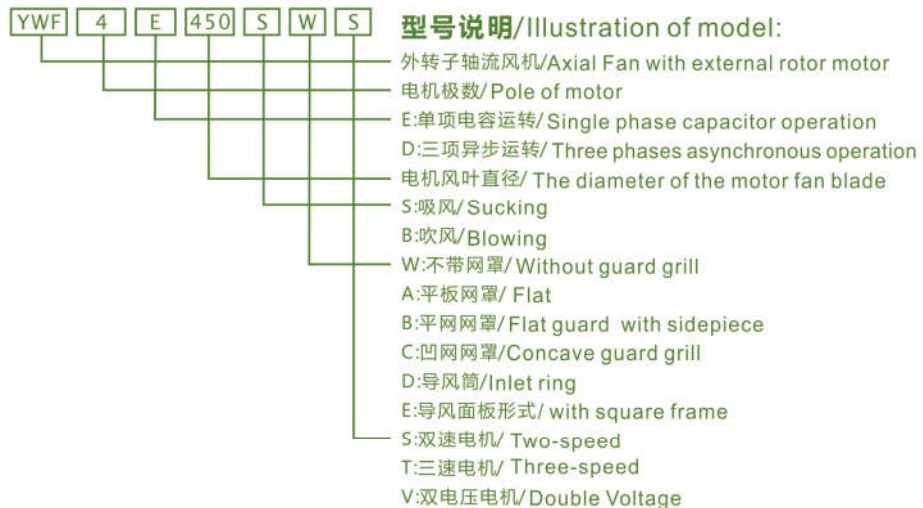 YWF 4 E 450 S W S
型号说明/Illustration of model:
外转子轴流风机/Axial Fan with external rotor motor
电机极数/Pole of motor
E:单项电容运转/Single phase capacitor operation
D:三项异步运转/Three phases asynchronous operation
电机风叶直径/The diameter of the motor fan blade
S:吸风/Sucking
B:吹风/Blowing
W:不带网罩/Without guard grill
A:平板网罩/Flat
B:平网网罩/Flat guard with sidepiece
C:凹网网罩/Concave guard grill
D:导风筒/Inlet ring
E:导风面板形式/with square frame
S:双速电机/Two-speed
T:三速电机/Three-speed
V:双电压电机/Double Voltage